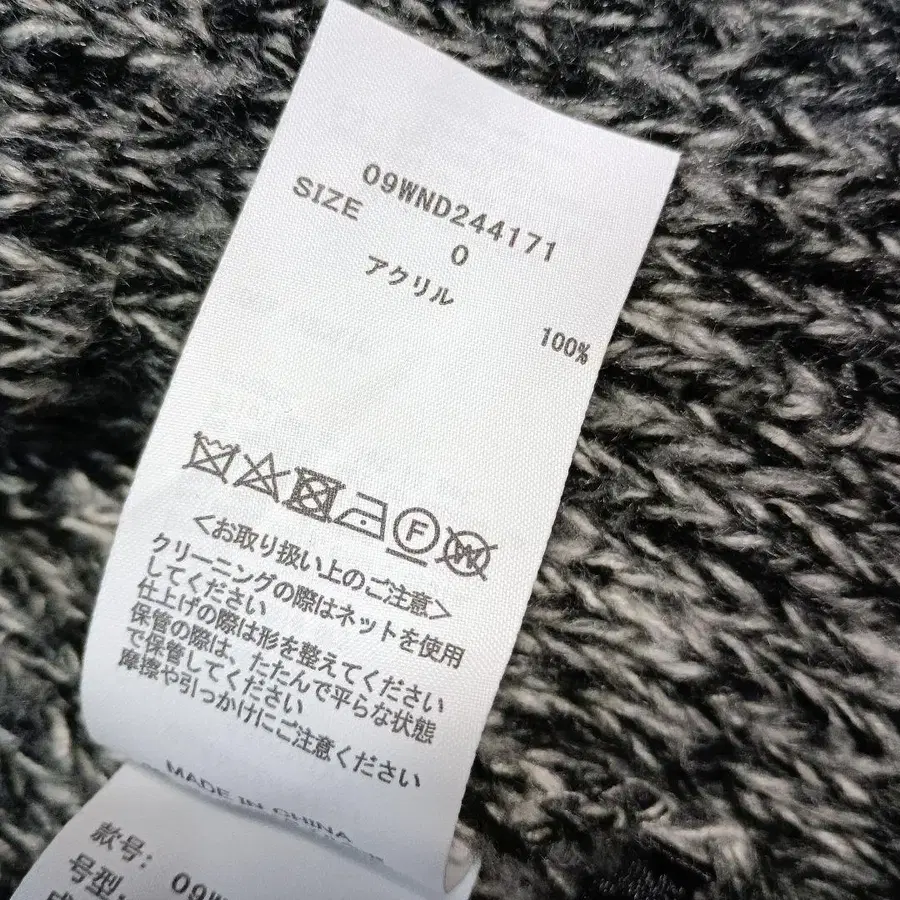 09WND244171
SIZE 0
アクリル
100%
F
W
<お取り扱い上のご注意>
クリーニングの際はネットを使用
してください
仕上げの際は形を整えてください
保管の際は、たたんで平らな状態
で保管してください
摩擦や引っかけにご注意ください
MADE IN CHINA
款号: 09W
号型